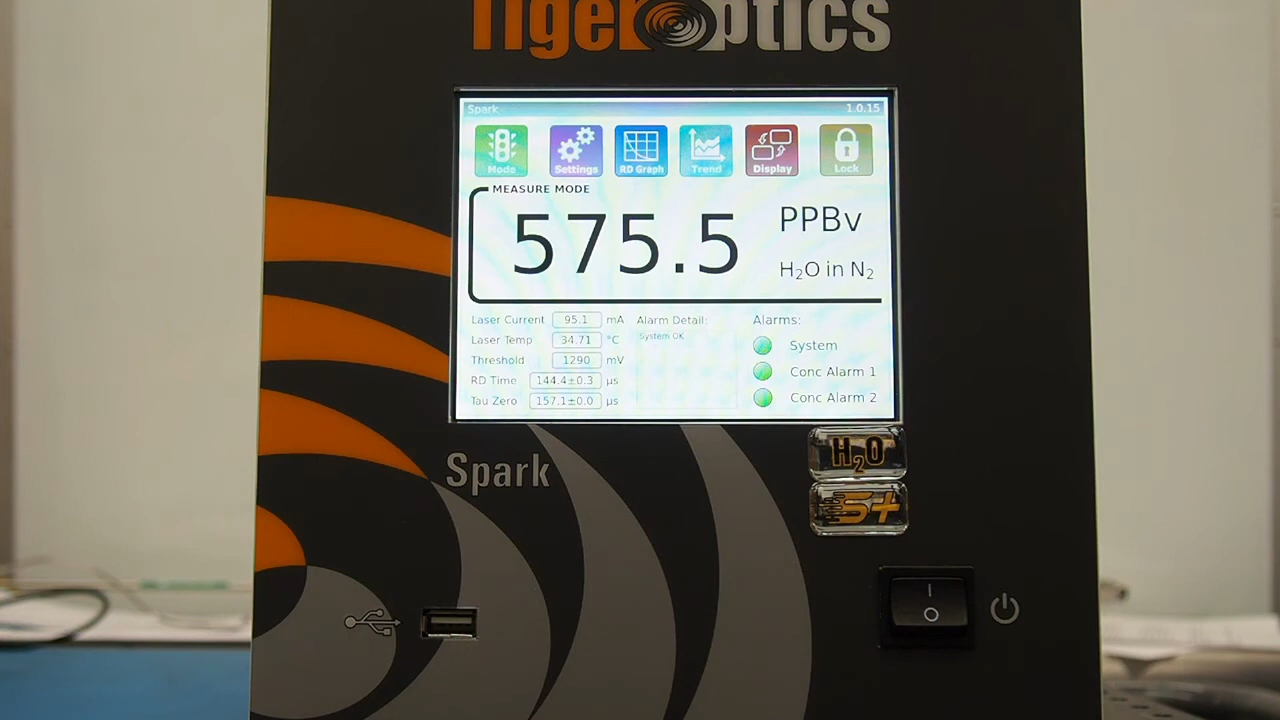 TigerOptics
Spark 1.0.15
Mode Settings RD Graph Trend Display Lock
MEASURE MODE
575.5 PPBv
H₂O in N₂
Laser Current 95.1 mA Alarm Detail: Alarms:
System OK
Laser Temp 34.71 °C System
Threshold 1290 mV
Conc Alarm 1
RD Time 144.4±0.3 µs
Tau Zero 157.1±0.0 µs Conc Alarm 2
H₂O
Spark
S+